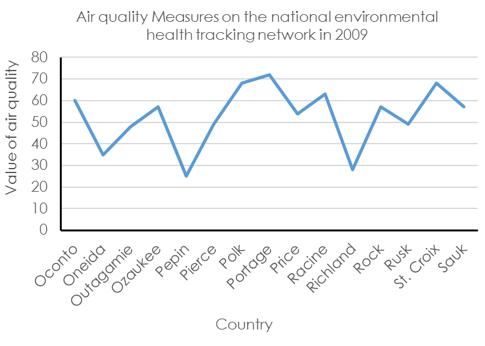 Air quality Measures on the national environmental
health tracking network in 2009
Value of air quality
80
70
60
50
40
30
20
10
0
Oconto
Oneida
Outagamie
Ozaukee
Pepin
Pierce
Polk
Portage
Price
Racine
Richland
Rock
Rusk
St. Croix
Sauk
Country